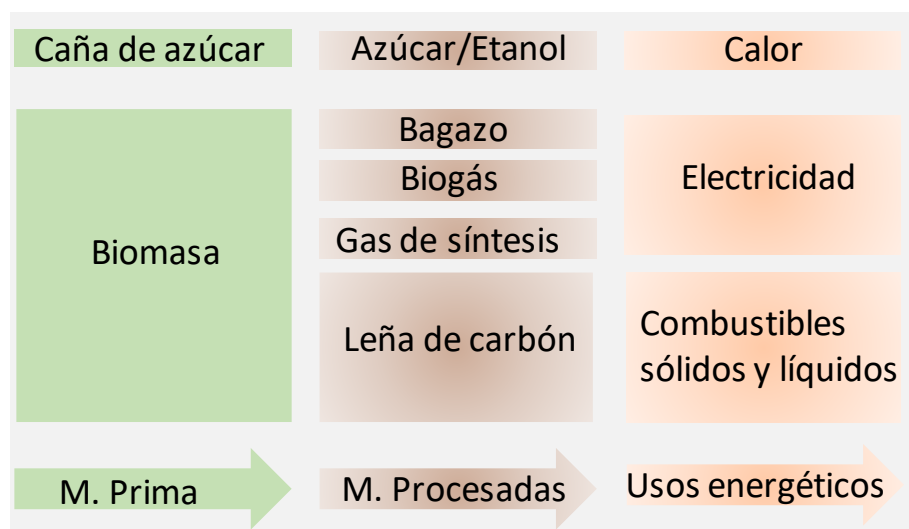 Caña de azúcar
Azúcar/Etanol
Calor
Biomasa
Bagazo
Biogás
Gas de síntesis
Leña de carbón
Electricidad
Combustibles
sólidos y líquidos
M. Prima
M. Procesadas
Usos energéticos